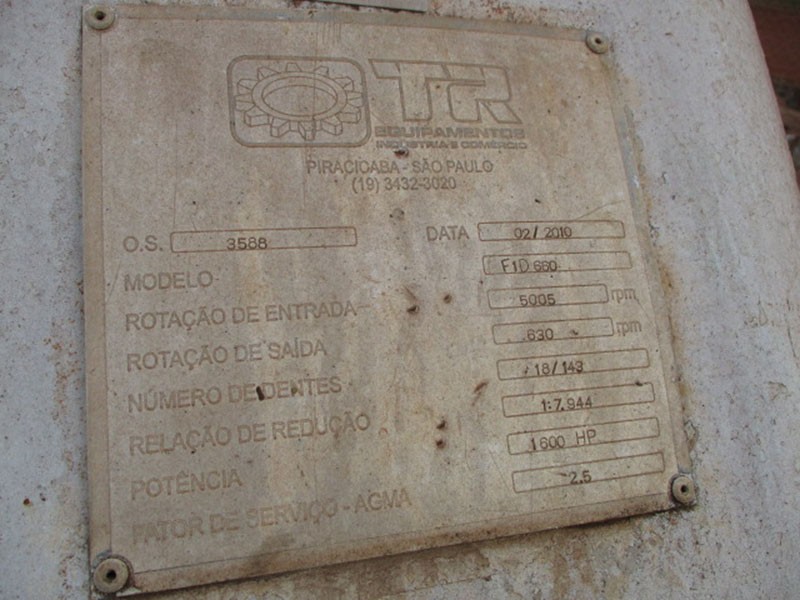 TR
EQUIPAMENTOS
INDÚSTRIA E COMÉRCIO
PIRACICABA - SÃO PAULO
(19) 3432-3020
O.S. 3588 DATA 02/2010
MODELO F1D 660
ROTAÇÃO DE ENTRADA 5005 rpm
ROTAÇÃO DE SAÍDA 630 rpm
NÚMERO DE DENTES 18/143
RELAÇÃO DE REDUÇÃO 1:7,944
POTÊNCIA 1600 HP
FATOR DE SERVIÇO - AGMA 2.5